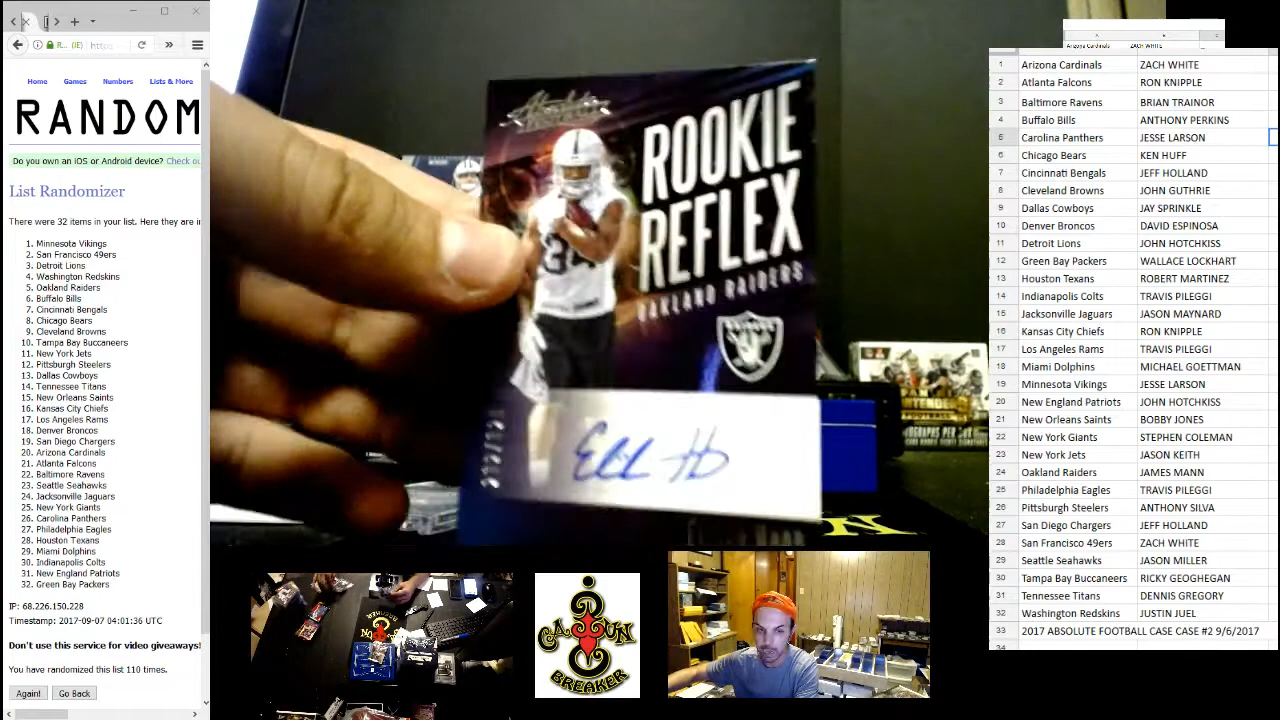 R... (IE)
https:
Home Games Numbers Lists & More
RANDOM
Do you own an iOS or Android device? Check ou
List Randomizer
There were 32 items in your list. Here they are i
1. Minnesota Vikings
2. San Francisco 49ers
3. Detroit Lions
4. Washington Redskins
5. Oakland Raiders
6. Buffalo Bills
7. Cincinnati Bengals
8. Chicago Bears
9. Cleveland Browns
10. Tampa Bay Buccaneers
11. New York Jets
12. Pittsburgh Steelers
13. Dallas Cowboys
14. Tennessee Titans
15. New Orleans Saints
16. Kansas City Chiefs
17. Los Angeles Rams
18. Denver Broncos
19. San Diego Chargers
20. Arizona Cardinals
21. Atlanta Falcons
22. Baltimore Ravens
23. Seattle Seahawks
24. Jacksonville Jaguars
25. New York Giants
26. Carolina Panthers
27. Philadelphia Eagles
28. Houston Texans
29. Miami Dolphins
30. Indianapolis Colts
31. New England Patriots
32. Green Bay Packers
IP: 68.226.150.228
Timestamp: 2017-09-07 04:01:36 UTC
Don't use this service for video giveaways!
You have randomized this list 110 times.
Again! Go Back
Absolute
ROOKIE
REFLEX
OAKLAND RAIDERS
RAIDERS
34
CAJUN
BREAKER
Arizona Cardinals ZACH WHITE
1 Arizona Cardinals ZACH WHITE
2 Atlanta Falcons RON KNIPPLE
3 Baltimore Ravens BRIAN TRAINOR
4 Buffalo Bills ANTHONY PERKINS
5 Carolina Panthers JESSE LARSON
6 Chicago Bears KEN HUFF
7 Cincinnati Bengals JEFF HOLLAND
8 Cleveland Browns JOHN GUTHRIE
9 Dallas Cowboys JAY SPRINKLE
10 Denver Broncos DAVID ESPINOSA
11 Detroit Lions JOHN HOTCHKISS
12 Green Bay Packers WALLACE LOCKHART
13 Houston Texans ROBERT MARTINEZ
14 Indianapolis Colts TRAVIS PILEGGI
15 Jacksonville Jaguars JASON MAYNARD
16 Kansas City Chiefs RON KNIPPLE
17 Los Angeles Rams TRAVIS PILEGGI
18 Miami Dolphins MICHAEL GOETTMAN
19 Minnesota Vikings JESSE LARSON
20 New England Patriots JOHN HOTCHKISS
21 New Orleans Saints BOBBY JONES
22 New York Giants STEPHEN COLEMAN
23 New York Jets JASON KEITH
24 Oakland Raiders JAMES MANN
25 Philadelphia Eagles TRAVIS PILEGGI
26 Pittsburgh Steelers ANTHONY SILVA
27 San Diego Chargers JEFF HOLLAND
28 San Francisco 49ers ZACH WHITE
29 Seattle Seahawks JASON MILLER
30 Tampa Bay Buccaneers RICKY GEOGHEGAN
31 Tennessee Titans DENNIS GREGORY
32 Washington Redskins JUSTIN JUEL
33 2017 ABSOLUTE FOOTBALL CASE CASE #2 9/6/2017
34